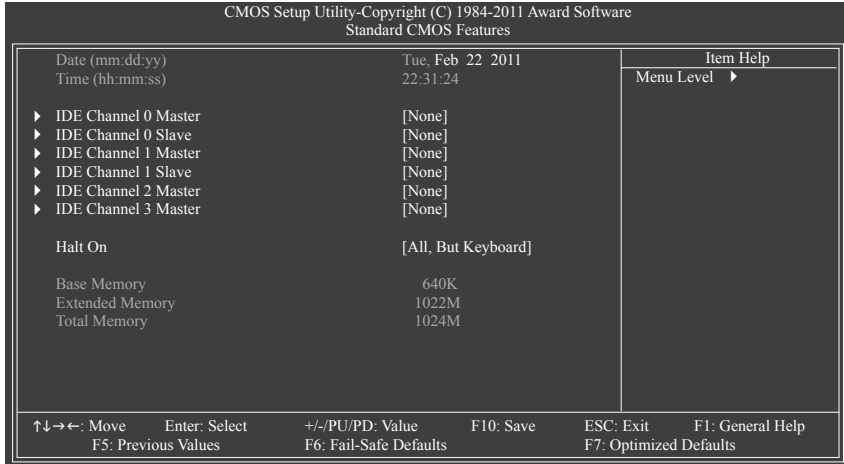 CMOS Setup Utility-Copyright (C) 1984-2011 Award Software
Standard CMOS Features
Date (mm:dd:yy) Tue, Feb 22 2011
Time (hh:mm:ss) 22:31:24
IDE Channel 0 Master [None]
IDE Channel 0 Slave [None]
IDE Channel 1 Master [None]
IDE Channel 1 Slave [None]
IDE Channel 2 Master [None]
IDE Channel 3 Master [None]
Halt On [All, But Keyboard]
Base Memory 640K
Extended Memory 1022M
Total Memory 1024M
Item Help
Menu Level ▶
↑↓→←: Move Enter: Select +/-/PU/PD: Value F10: Save ESC: Exit F1: General Help
F5: Previous Values F6: Fail-Safe Defaults F7: Optimized Defaults